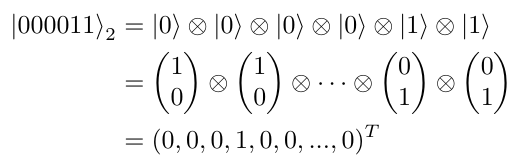 |000011⟩₂ = |0⟩ ⊗ |0⟩ ⊗ |0⟩ ⊗ |0⟩ ⊗ |1⟩ ⊗ |1⟩
= (1 0) ⊗ (1 0) ⊗ ··· ⊗ (0 1) ⊗ (0 1)
= (0, 0, 0, 1, 0, 0, ..., 0)ᵀ